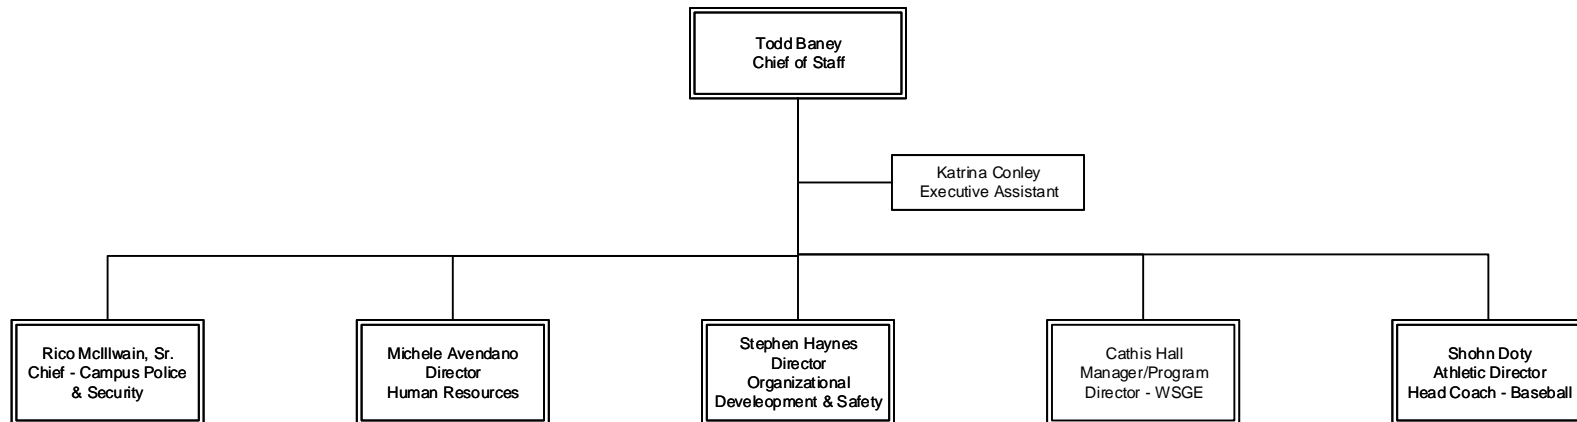 Todd Baney
Chief of Staff
Katrina Conley
Executive Assistant
Rico McIllwain, Sr.
Chief - Campus Police
& Security
Michele Avendano
Director
Human Resources
Stephen Haynes
Director
Organizational
Develeopment & Safety
Cathis Hall
Manager/Program
Director - WSGE
Shohn Doty
Athletic Director
Head Coach - Baseball